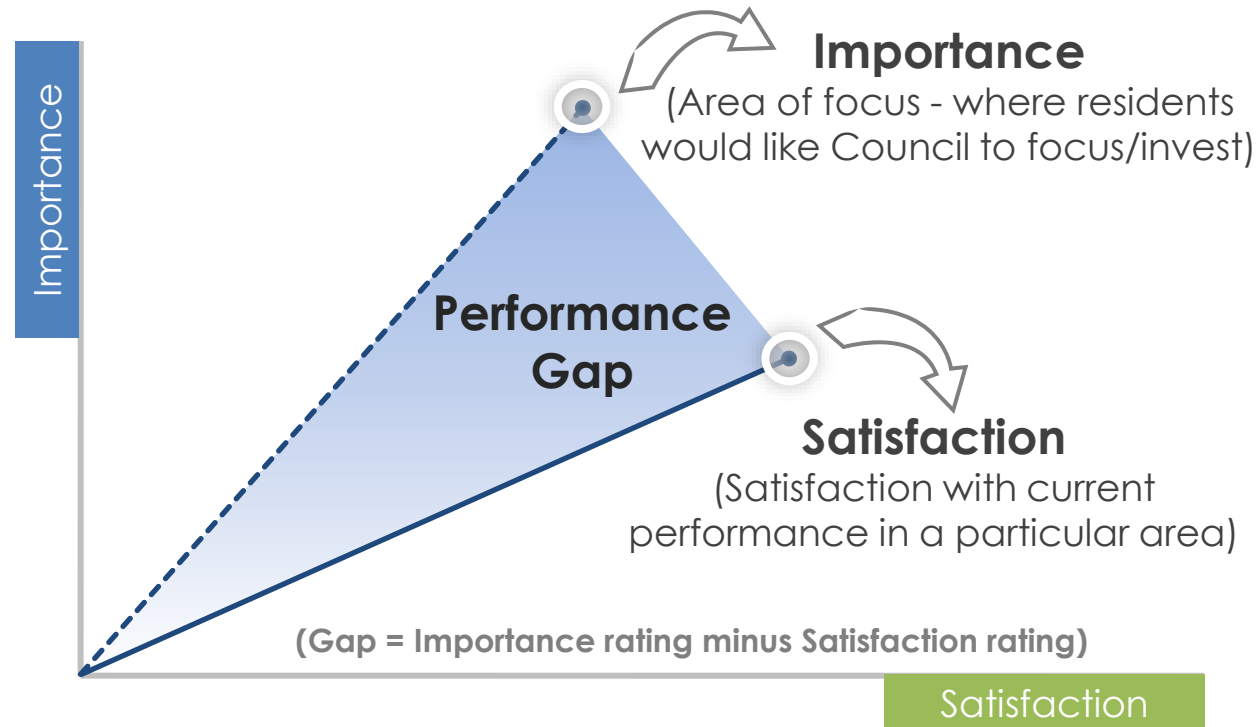 Importance
Importance
(Area of focus - where residents
would like Council to focus/invest)
Performance
Gap
Satisfaction
(Satisfaction with current
performance in a particular area)
(Gap = Importance rating minus Satisfaction rating)
Satisfaction